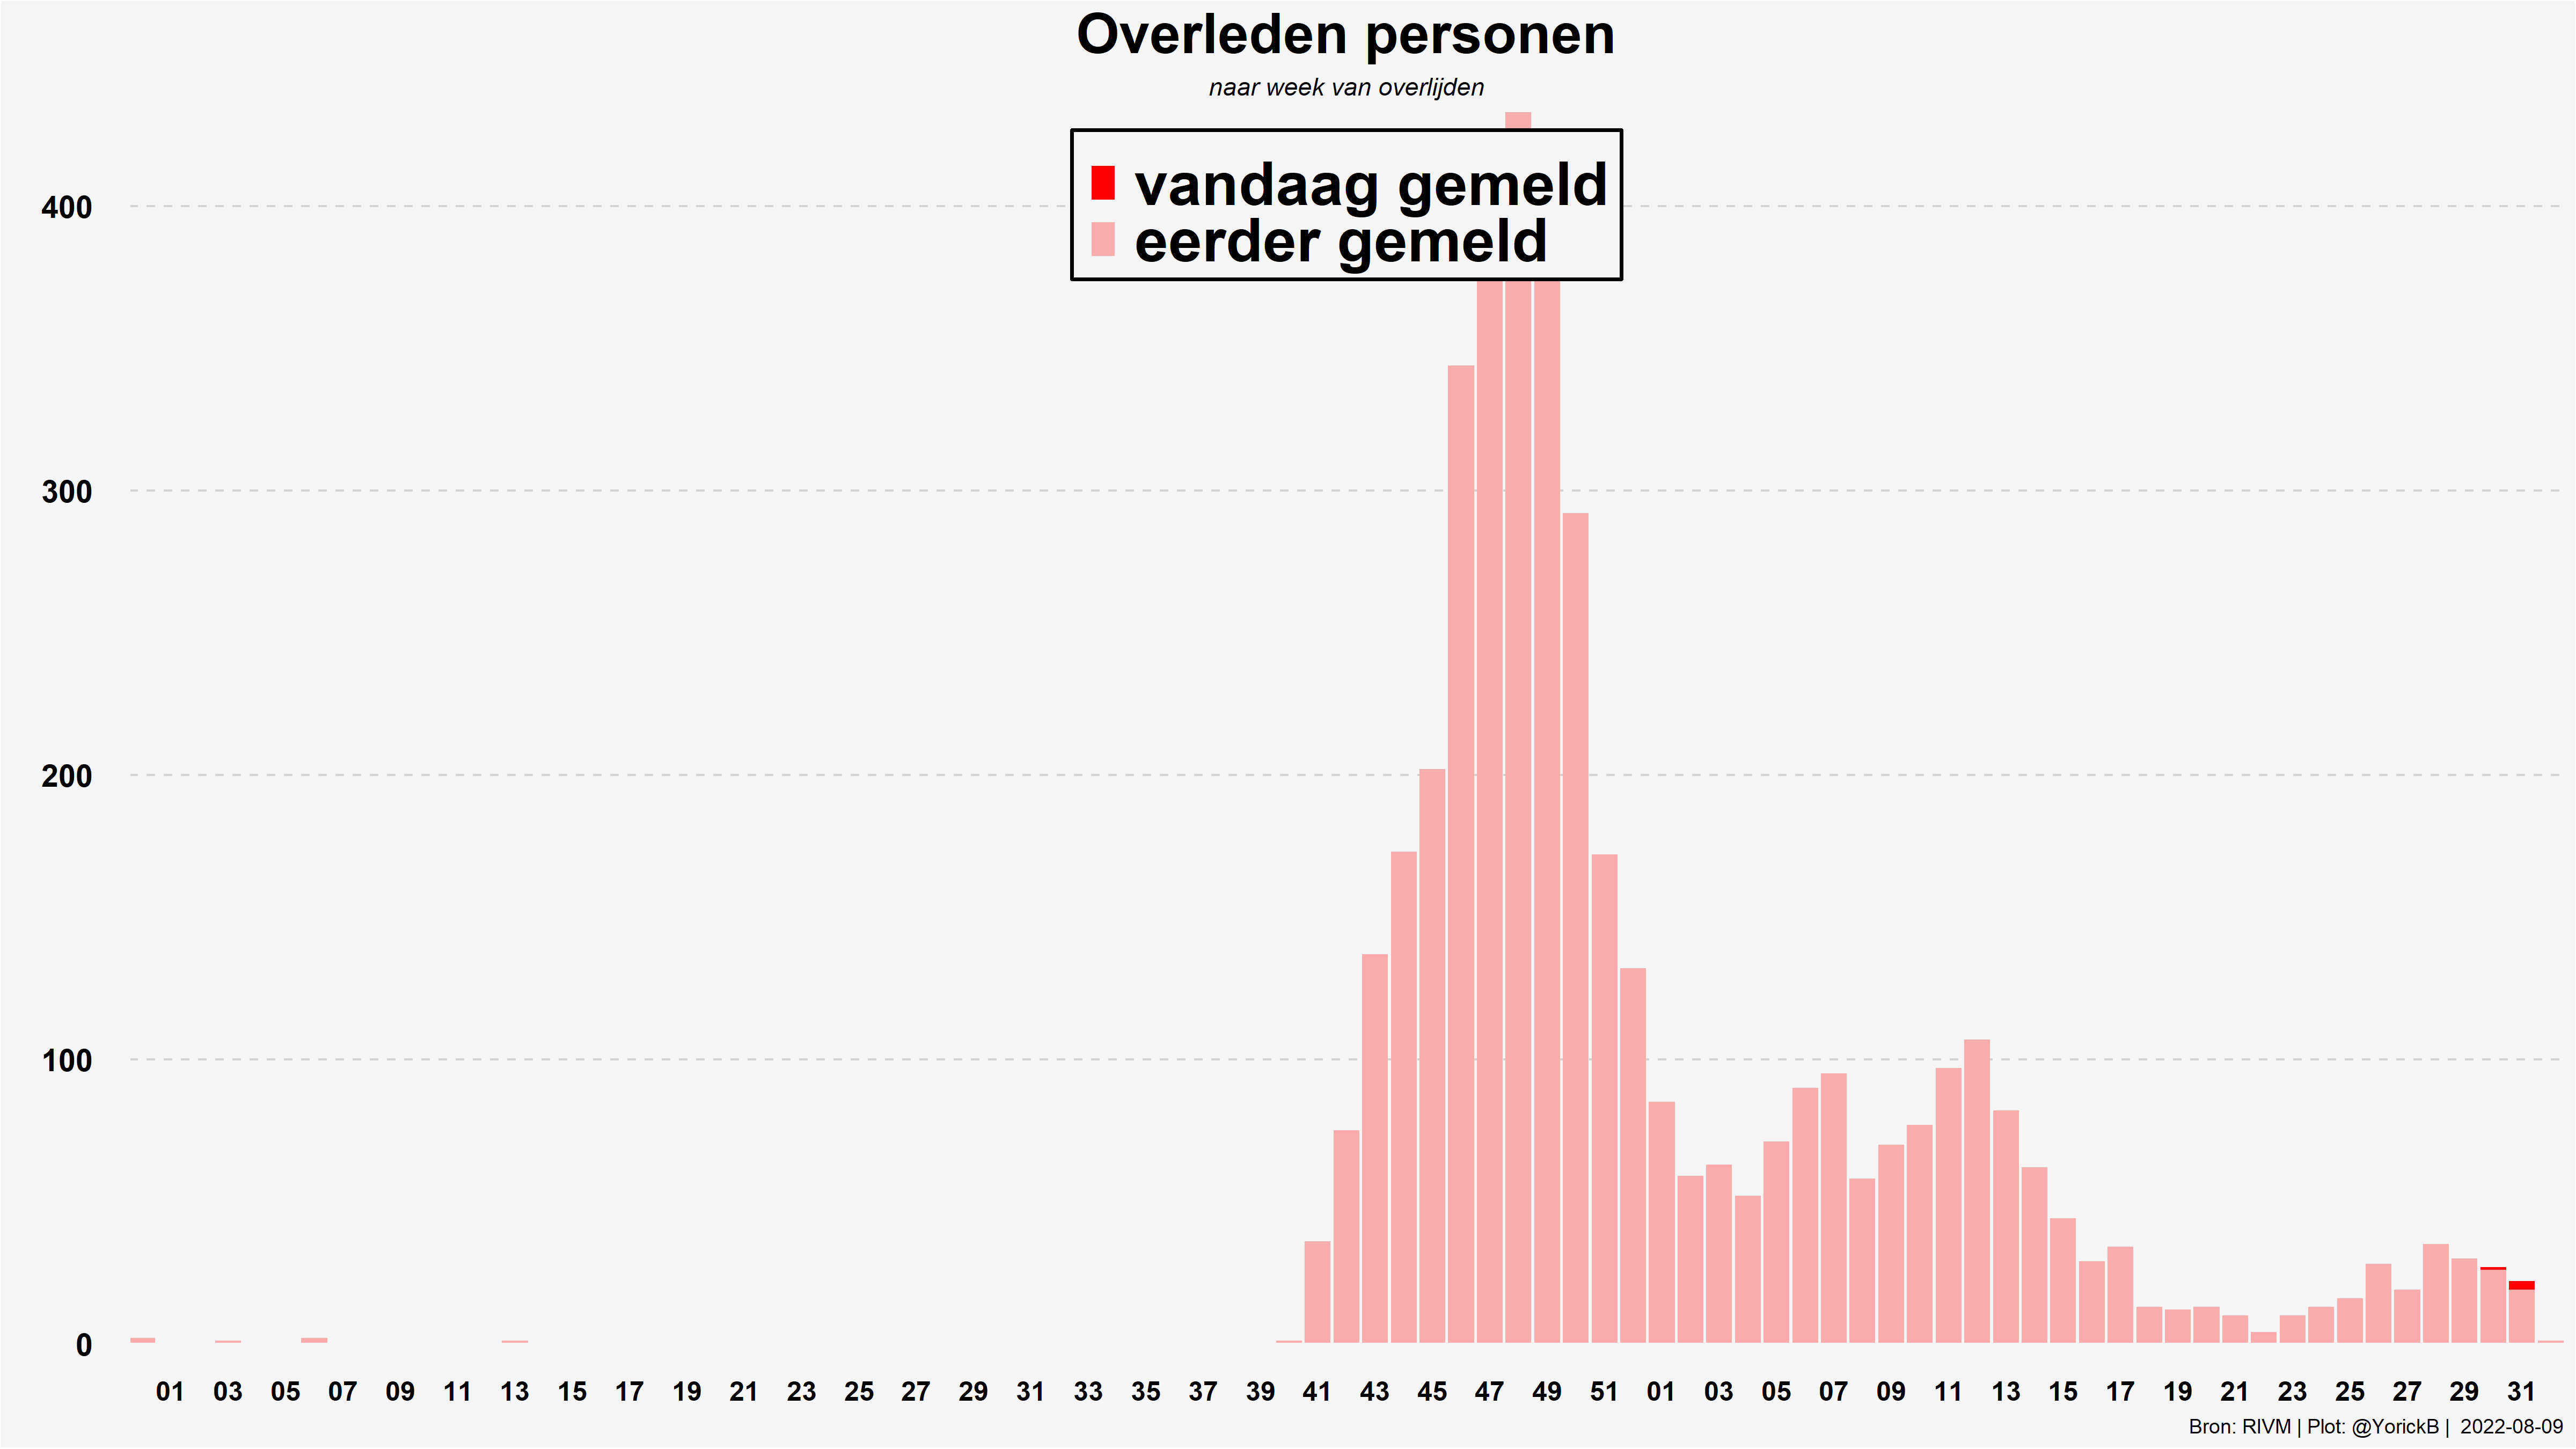 Overleden personen
naar week van overlijden
vandaag gemeld
eerder gemeld
400
300
200
100
0
01 03 05 07 09 11 13 15 17 19 21 23 25 27 29 31 33 35 37 39 41 43 45 47 49 51 01 03 05 07 09 11 13 15 17 19 21 23 25 27 29 31
Bron: RIVM | Plot: @YorickB | 2022-08-09